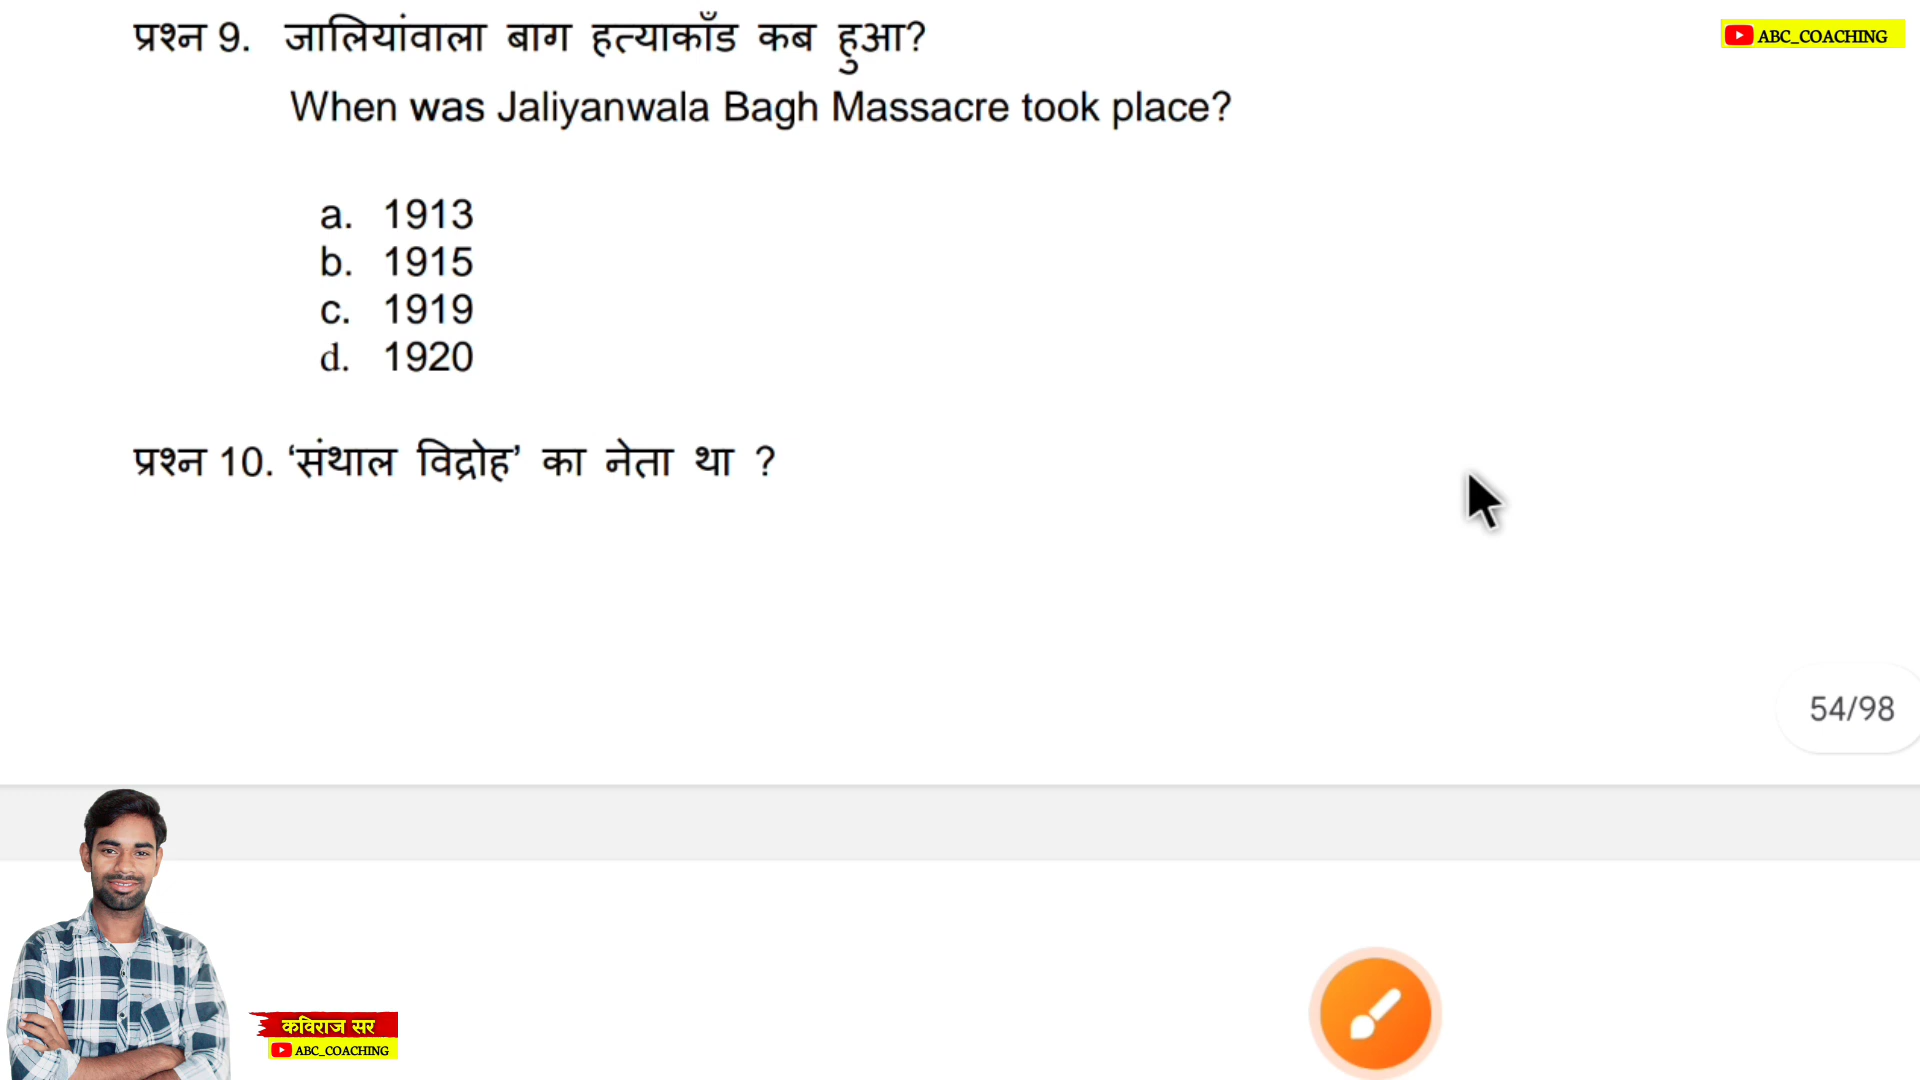 प्रश्न 9. जालियांवाला बाग हत्याकाँड कब हुआ?
ABC_COACHING
When was Jaliyanwala Bagh Massacre took place?
a. 1913
b. 1915
c. 1919
d. 1920
प्रश्न 10. ‘संथाल विद्रोह’ का नेता था ?
54/98
कविराज सर
ABC_COACHING